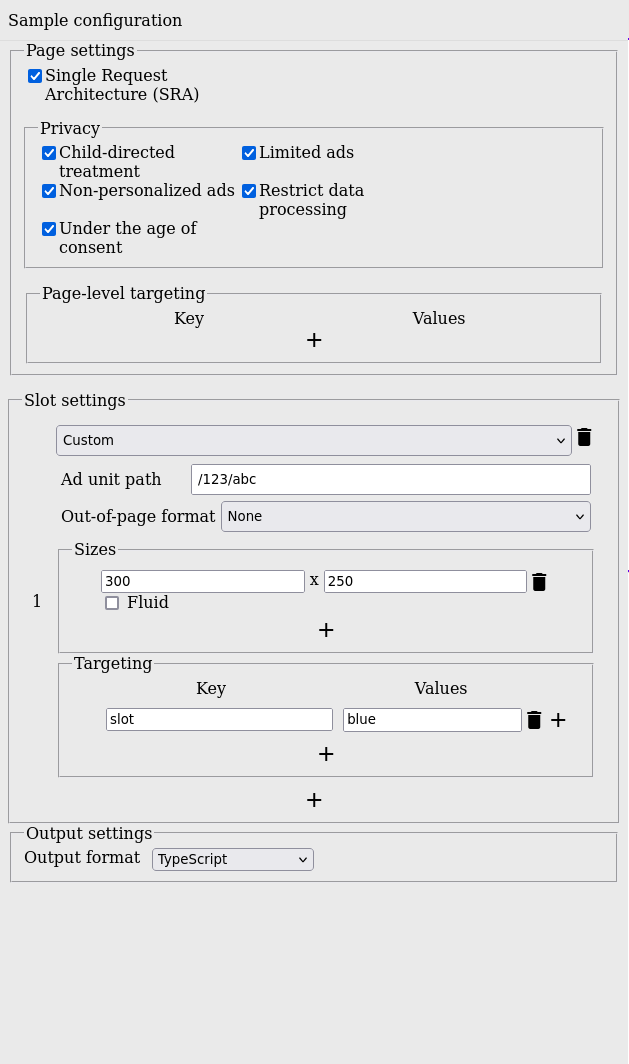 Sample configuration
Page settings
Single Request
Architecture (SRA)
Privacy
Child-directed
treatment
Limited ads
Non-personalized ads
Restrict data
processing
Under the age of
consent
Page-level targeting
Key Values
+
Slot settings
Custom
Ad unit path /123/abc
Out-of-page format None
Sizes
300 x 250
1
Fluid
+
Targeting
Key Values
slot blue +
+
+
Output settings
Output format TypeScript